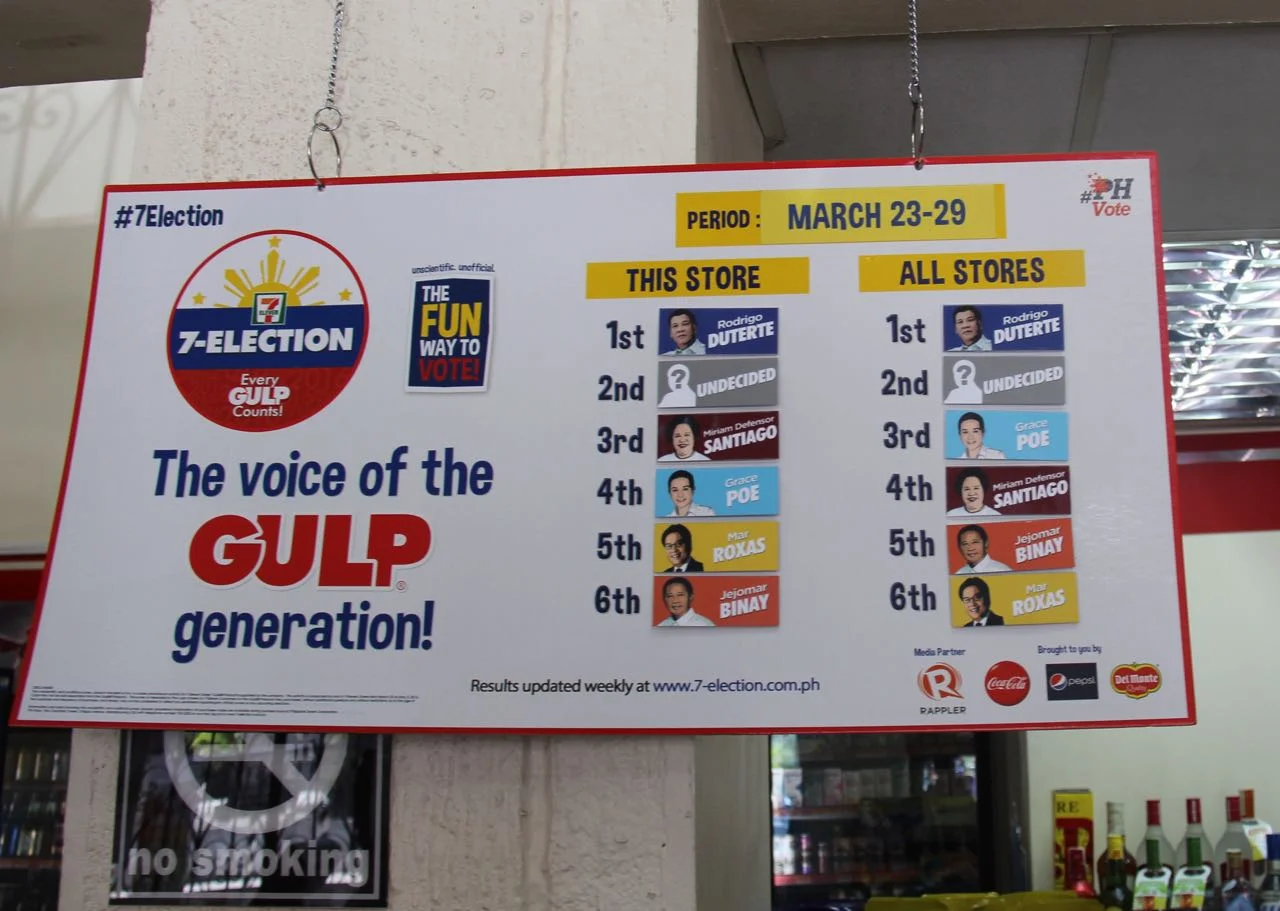 #7Election
7
ELEVEN
7-ELECTION
Every
GULP
Counts!
unscientific. unofficial.
THE
FUN
WAY TO
VOTE!
The voice of the
GULP®
generation!
PERIOD : MARCH 23-29
#PH
Vote
THIS STORE
1st Rodrigo DUTERTE
2nd ? UNDECIDED
3rd Miriam Defensor SANTIAGO
4th Grace POE
5th Mar ROXAS
6th Jejomar BINAY
ALL STORES
1st Rodrigo DUTERTE
2nd ? UNDECIDED
3rd Grace POE
4th Miriam Defensor SANTIAGO
5th Jejomar BINAY
6th Mar ROXAS
Results updated weekly at www.7-election.com.ph
Media Partner
R
RAPPLER
Brought to you by
Coca-Cola
pepsi
Del Monte
Quality
no smoking
RE